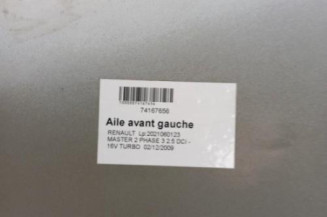 74167656
Aile avant gauche
RENAULT Lp.2021060123
MASTER 2 PHASE 3 2.5 DCI -
16V TURBO 02/12/2009